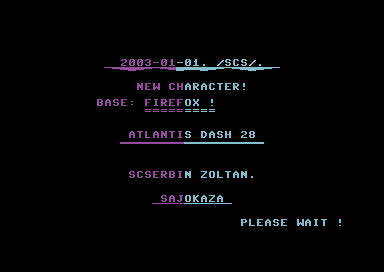 2003-01-01. /SCS/.
NEW CHARACTER!
BASE: FIREFOX !
=========
ATLANTIS DASH 28
SCSERBIN ZOLTAN.
SAJOKAZA
PLEASE WAIT !